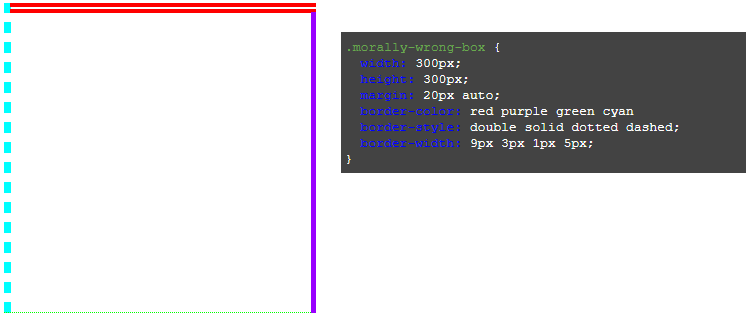 .morally-wrong-box {
width: 300px;
height: 300px;
margin: 20px auto;
border-color: red purple green cyan
border-style: double solid dotted dashed;
border-width: 9px 3px 1px 5px;
}